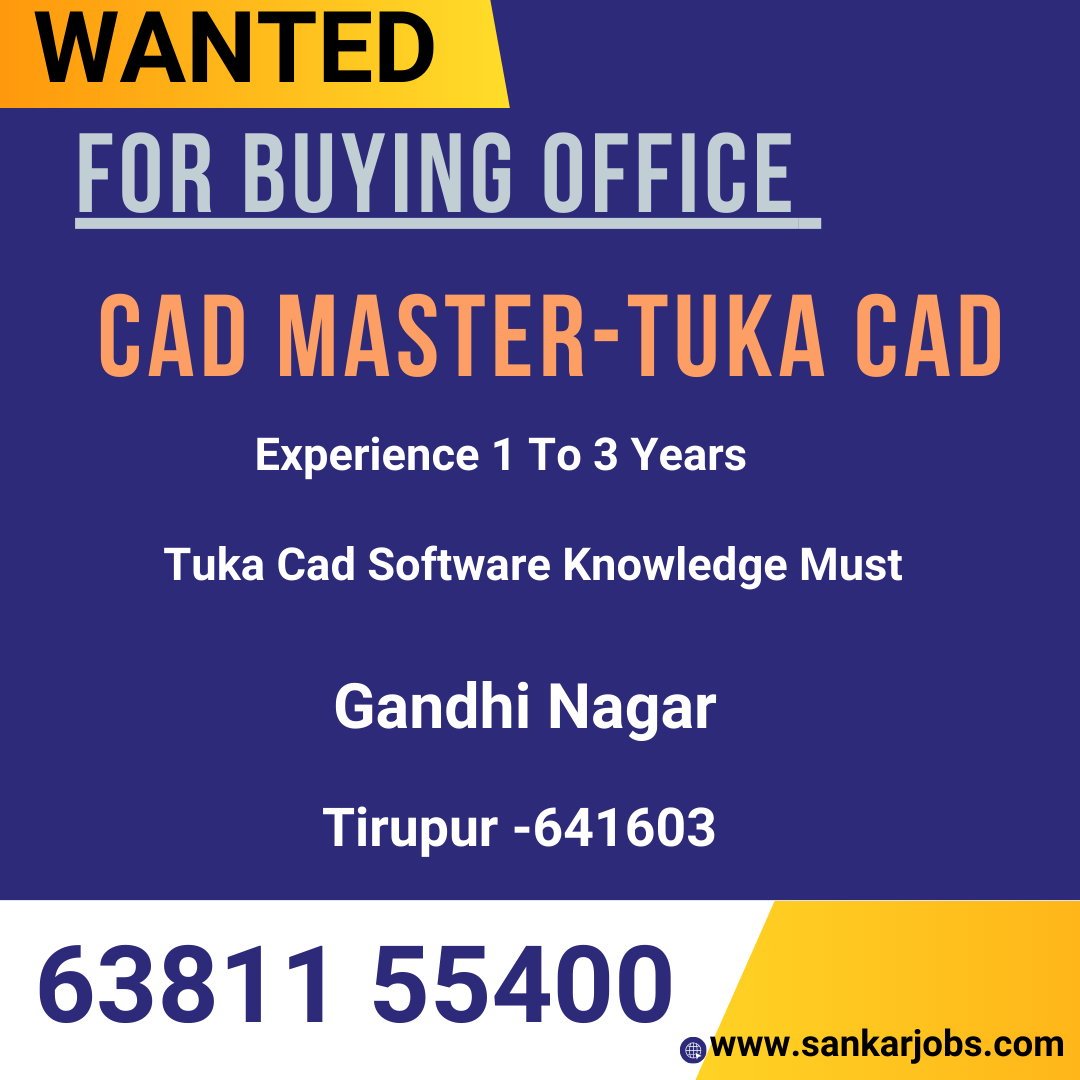 WANTED
FOR BUYING OFFICE
CAD MASTER-TUKA CAD
Experience 1 To 3 Years
Tuka Cad Software Knowledge Must
Gandhi Nagar
Tirupur -641603
63811 55400
www.sankarjobs.com